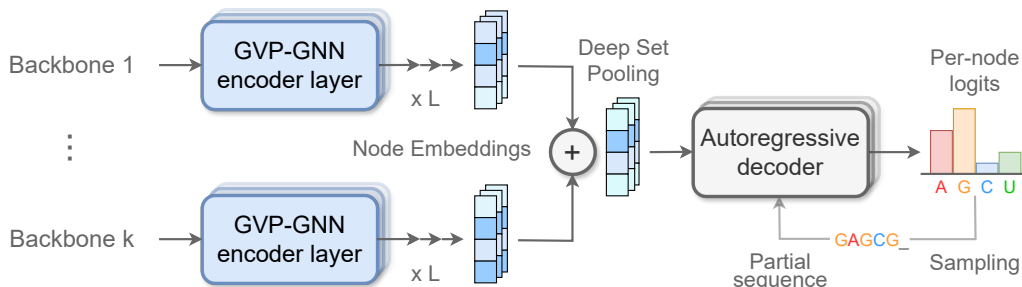 Backbone 1
GVP-GNN
encoder layer
x L
Deep Set
Pooling
Per-node
logits
⋮
Node Embeddings
+
Autoregressive
decoder
A G C U
Backbone k
GVP-GNN
encoder layer
x L
GAGCG_
Partial
sequence
Sampling